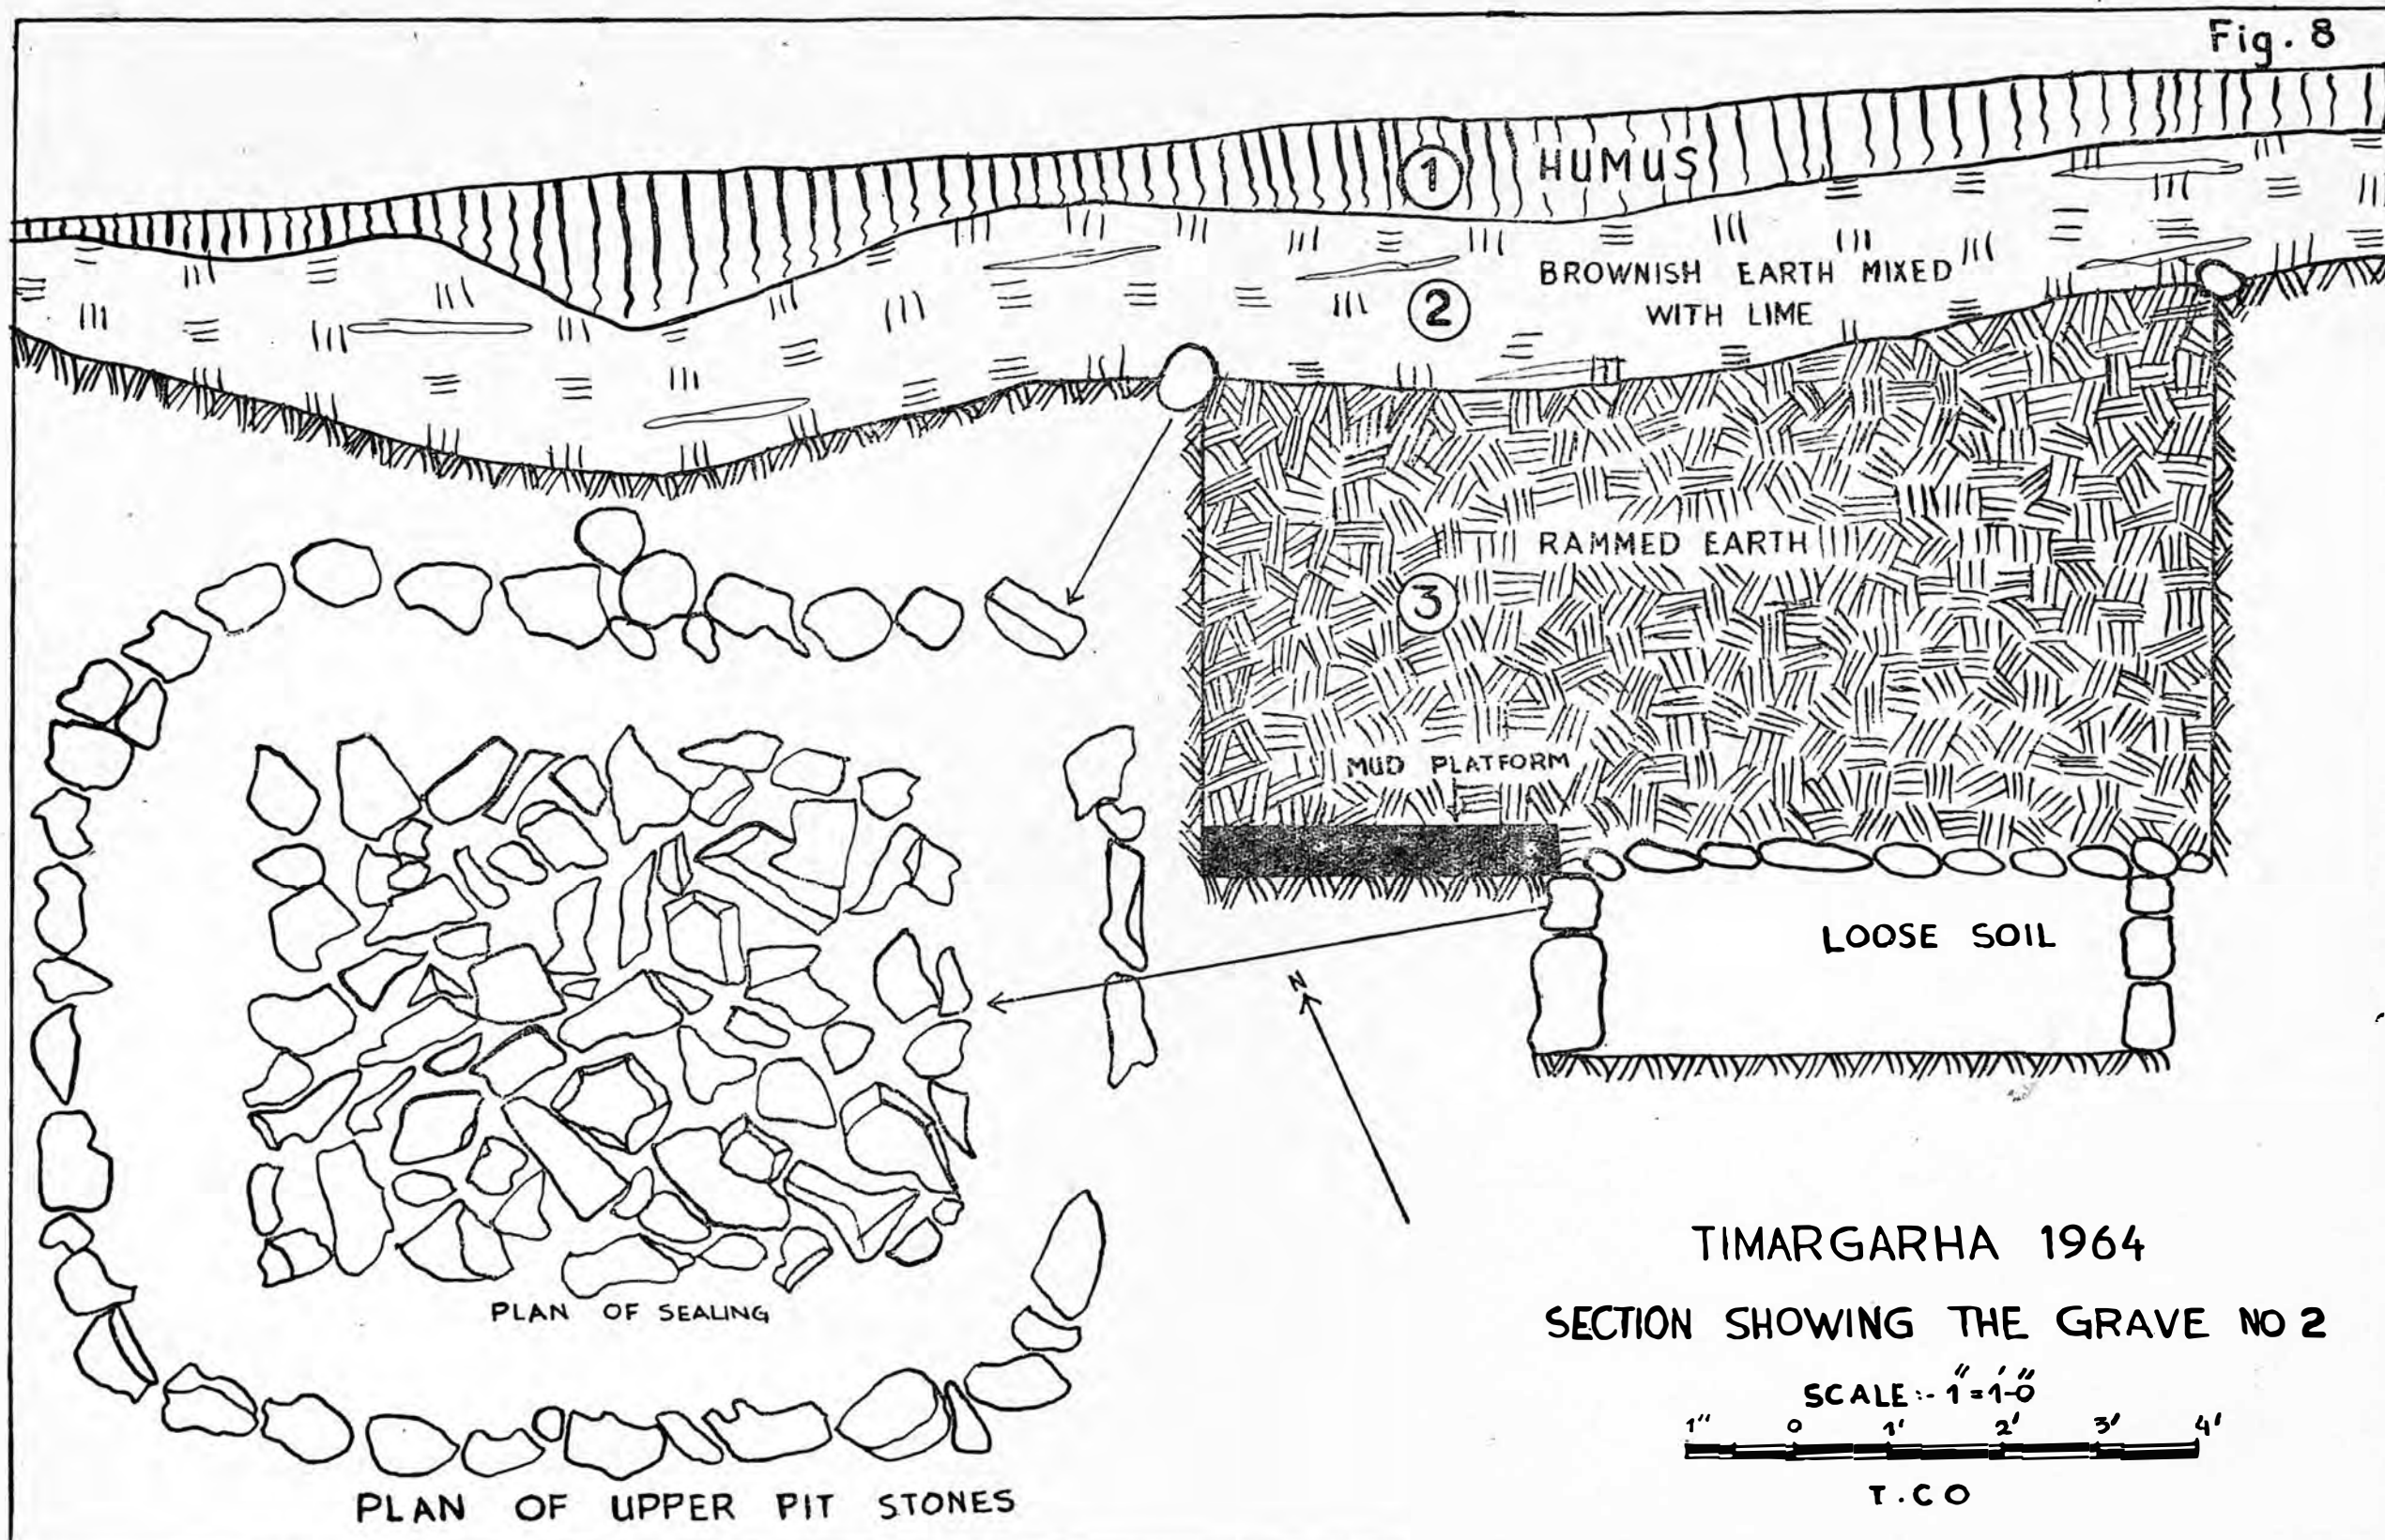 Fig. 8
1 HUMUS
BROWNISH EARTH MIXED
2 WITH LIME
RAMMED EARTH
3
MUD PLATFORM
LOOSE SOIL
N
PLAN OF SEALING
PLAN OF UPPER PIT STONES
TIMARGARHA 1964
SECTION SHOWING THE GRAVE NO 2
SCALE:- 1"=1'-0"
1" 0 1' 2' 3' 4'
T.CO